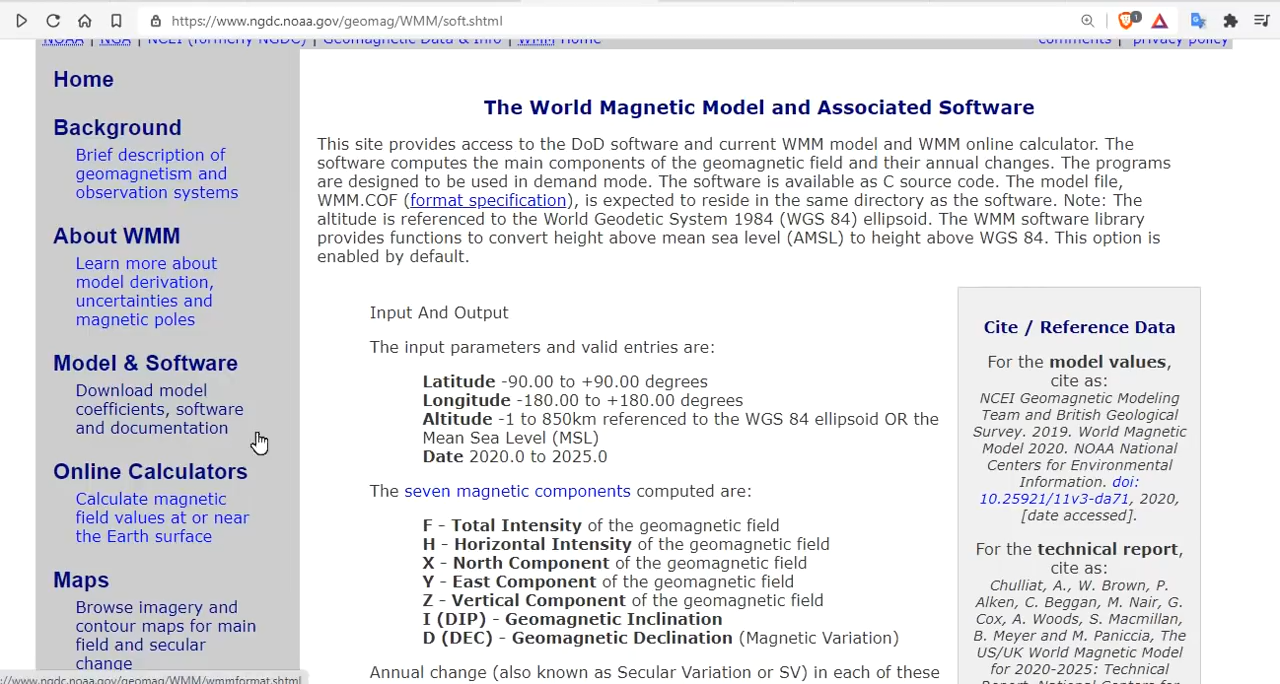 https://www.ngdc.noaa.gov/geomag/WMM/soft.shtml
1
NOAA | NGA | NCEI (formerly NGDC) | Geomagnetic Data & Info | WMM Home
comments | privacy policy
Home
Background
Brief description of
geomagnetism and
observation systems
About WMM
Learn more about
model derivation,
uncertainties and
magnetic poles
Model & Software
Download model
coefficients, software
and documentation
Online Calculators
Calculate magnetic
field values at or near
the Earth surface
Maps
Browse imagery and
contour maps for main
field and secular
change
://www.ngdc.noaa.gov/geomag/WMM/wmmformat.shtml
The World Magnetic Model and Associated Software
This site provides access to the DoD software and current WMM model and WMM online calculator. The
software computes the main components of the geomagnetic field and their annual changes. The programs
are designed to be used in demand mode. The software is available as C source code. The model file,
WMM.COF (format specification), is expected to reside in the same directory as the software. Note: The
altitude is referenced to the World Geodetic System 1984 (WGS 84) ellipsoid. The WMM software library
provides functions to convert height above mean sea level (AMSL) to height above WGS 84. This option is
enabled by default.
Input And Output
The input parameters and valid entries are:
Latitude -90.00 to +90.00 degrees
Longitude -180.00 to +180.00 degrees
Altitude -1 to 850km referenced to the WGS 84 ellipsoid OR the
Mean Sea Level (MSL)
Date 2020.0 to 2025.0
The seven magnetic components computed are:
F - Total Intensity of the geomagnetic field
H - Horizontal Intensity of the geomagnetic field
X - North Component of the geomagnetic field
Y - East Component of the geomagnetic field
Z - Vertical Component of the geomagnetic field
I (DIP) - Geomagnetic Inclination
D (DEC) - Geomagnetic Declination (Magnetic Variation)
Annual change (also known as Secular Variation or SV) in each of these
Cite / Reference Data
For the model values,
cite as:
NCEI Geomagnetic Modeling
Team and British Geological
Survey. 2019. World Magnetic
Model 2020. NOAA National
Centers for Environmental
Information. doi:
10.25921/11v3-da71, 2020,
[date accessed].
For the technical report,
cite as:
Chulliat, A., W. Brown, P.
Alken, C. Beggan, M. Nair, G.
Cox, A. Woods, S. Macmillan,
B. Meyer and M. Paniccia, The
US/UK World Magnetic Model
for 2020-2025: Technical
Report, National Centers for